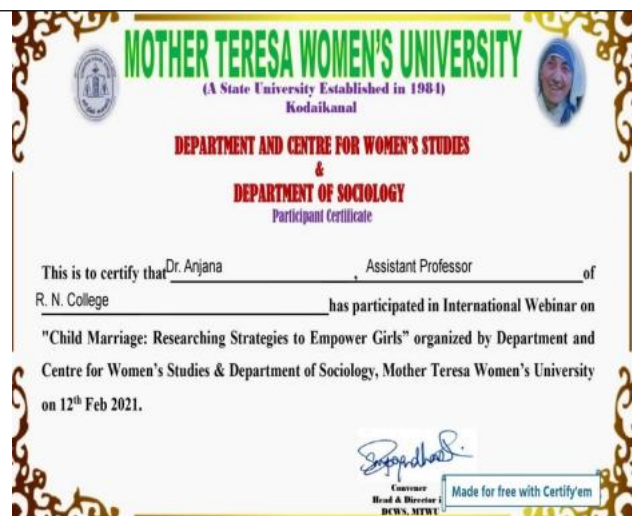 MOTHER TERESA WOMEN'S UNIVERSITY
(A State University Established in 1984)
Kodaikanal
DEPARTMENT AND CENTRE FOR WOMEN'S STUDIES
&
DEPARTMENT OF SOCIOLOGY
Participant Certificate
This is to certify that Dr. Anjana , Assistant Professor of
R. N. College has participated in International Webinar on
"Child Marriage: Researching Strategies to Empower Girls" organized by Department and
Centre for Women's Studies & Department of Sociology, Mother Teresa Women's University
on 12th Feb 2021.
Convener
Head & Director i
DCWS, MTWU
Made for free with Certify'em